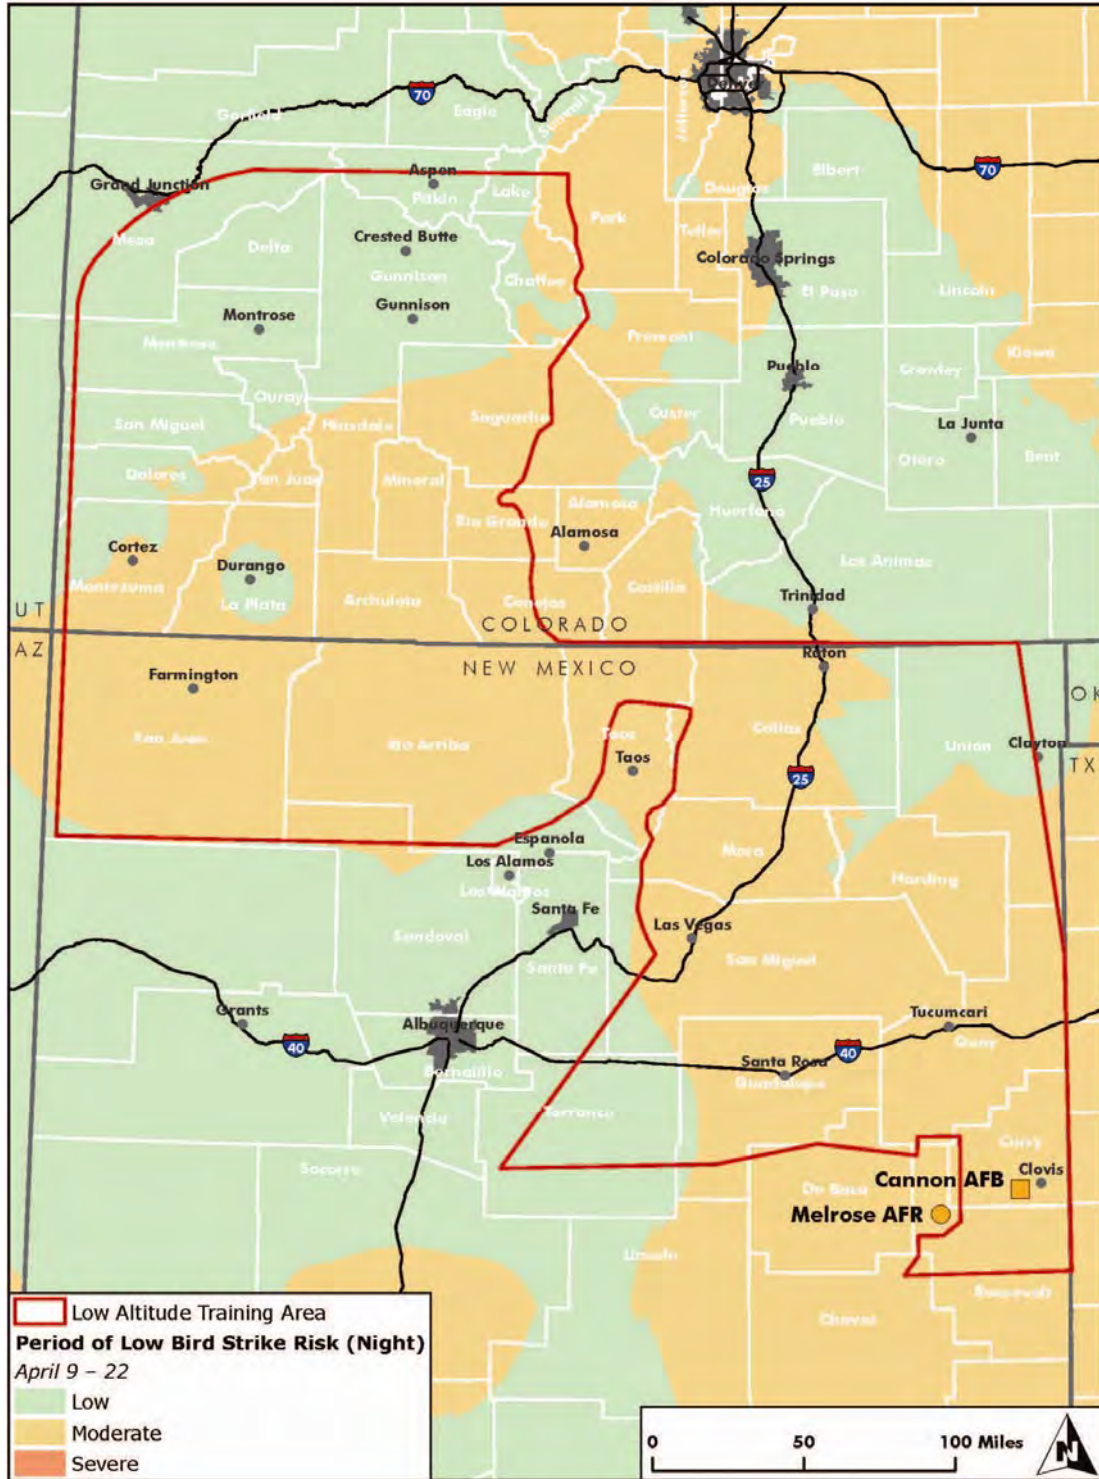 Denver
70
Garfield
Eagle
Summit
Jefferson
Elbert
70
Grand Junction
Aspen
Pitkin
Lake
Douglas
Park
Teller
Mesa
Delta
Crested Butte
Gunnison
Chaffee
Colorado Springs
El Paso
Lincoln
Montrose
Gunnison
Montrose
Fremont
Kiowa
Pueblo
Crowley
Ouray
San Miguel
Hinsdale
Saguache
Custer
Pueblo
La Junta
Otero
Bent
Dolores
San Juan
Mineral
25
Rio Grande
Alamosa
Huerfano
Alamosa
Cortez
Durango
Las Animas
Montezuma
La Plata
Archuleta
Conejos
Costilla
Trinidad
UT
COLORADO
AZ
NEW MEXICO
Raton
Farmington
OK
San Juan
Rio Arriba
Taos
Colfax
Union
Clayton
Taos
TX
25
Espanola
Mora
Los Alamos
Los Alamos
Harding
Santa Fe
Las Vegas
Sandoval
Santa Fe
San Miguel
Grants
Albuquerque
Tucumcari
40
40
Quay
Bernalillo
Santa Rosa
Guadalupe
Valencia
Torrance
Socorro
Curry
De Baca
Cannon AFB
Clovis
Melrose AFR
Lincoln
Roosevelt
Chaves
Low Altitude Training Area
Period of Low Bird Strike Risk (Night)
April 9 – 22
Low
Moderate
Severe
0 50 100 Miles
N